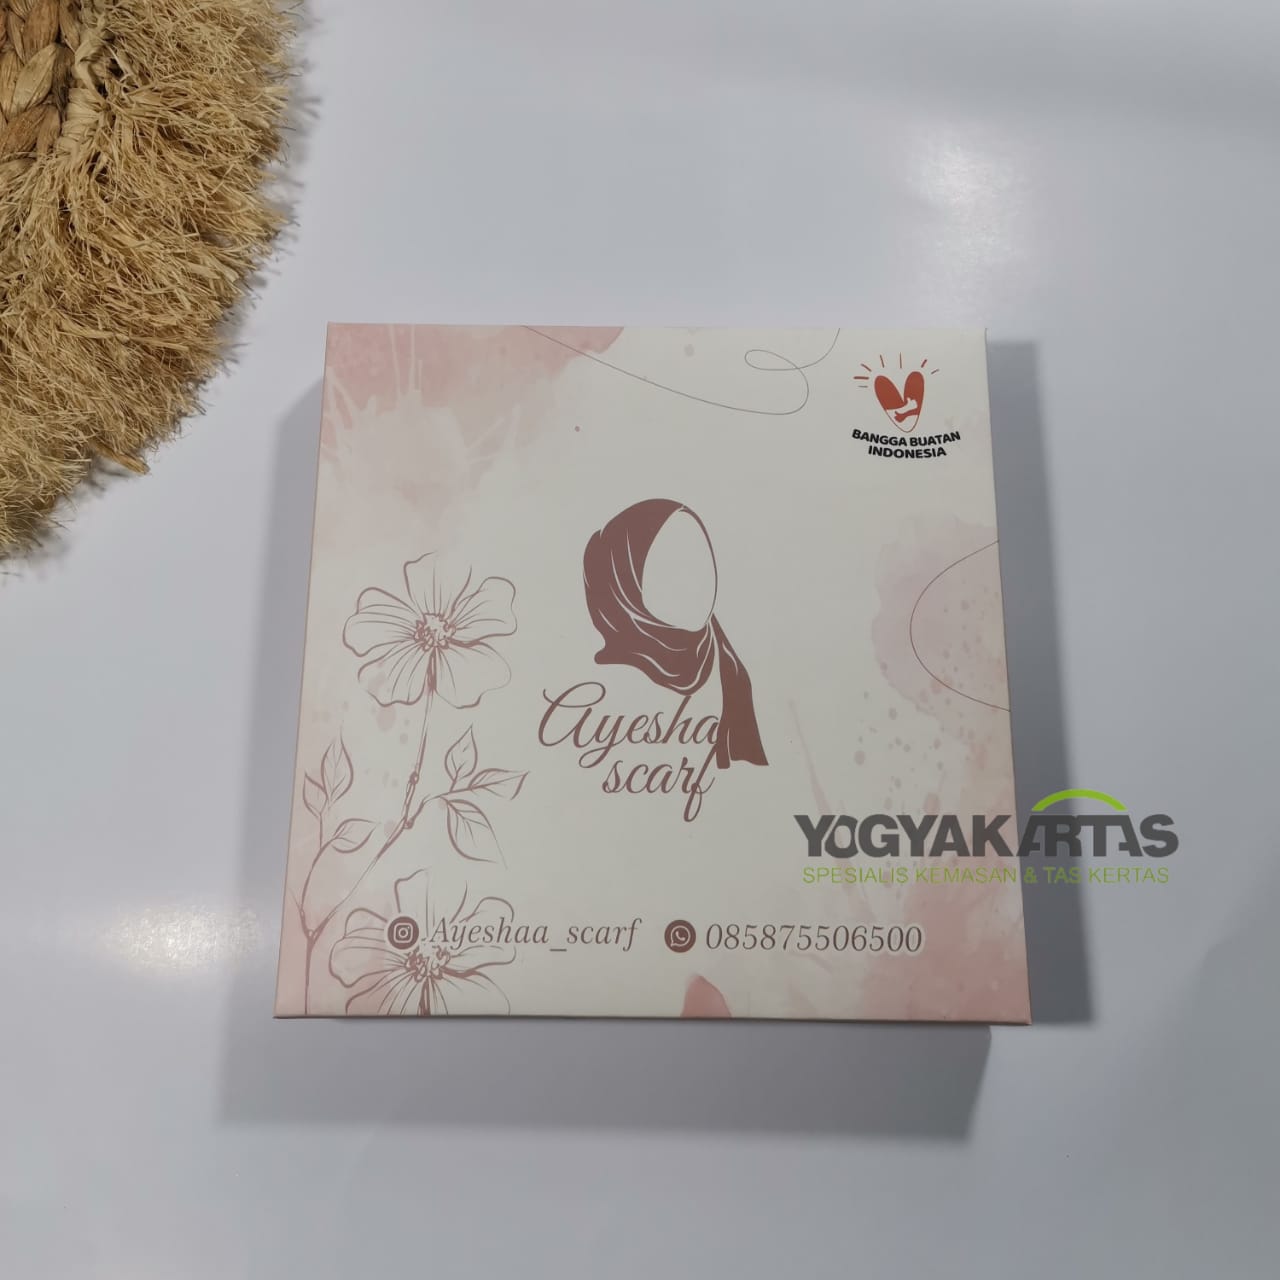 BANGGA BUATAN
INDONESIA
Ayesha
scarf
YOGYAKARTAS
SPESIALIS KEMASAN & TAS KERTAS
Ayeshaa_scarf 085875506500